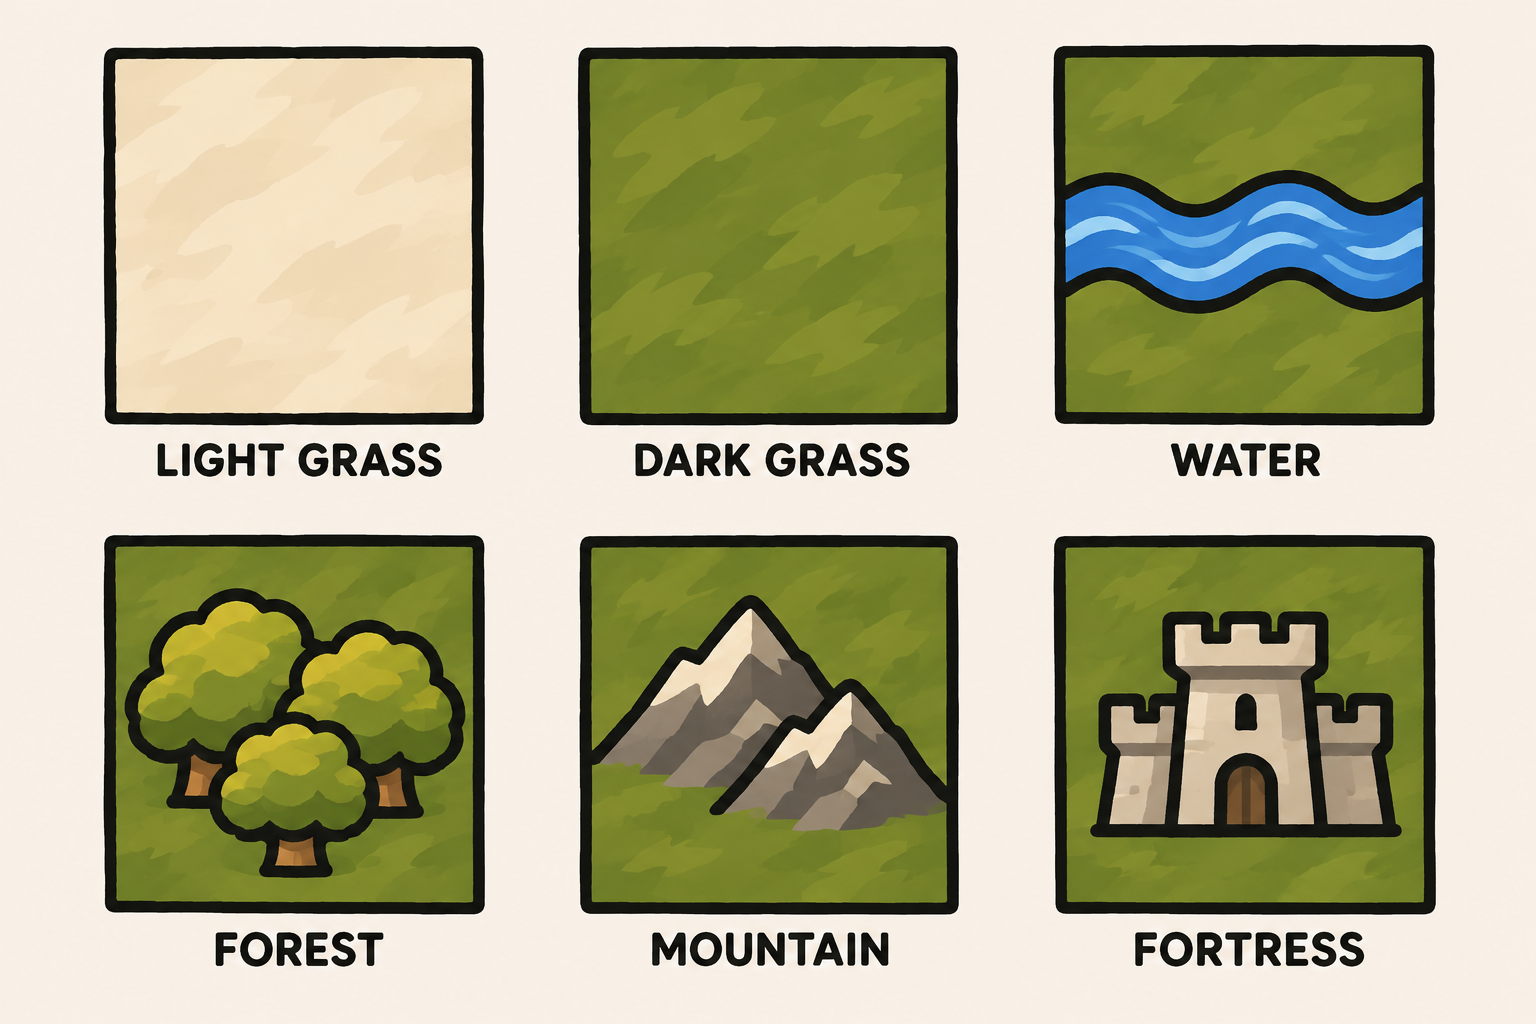 LIGHT GRASS
DARK GRASS
WATER
FOREST
MOUNTAIN
FORTRESS